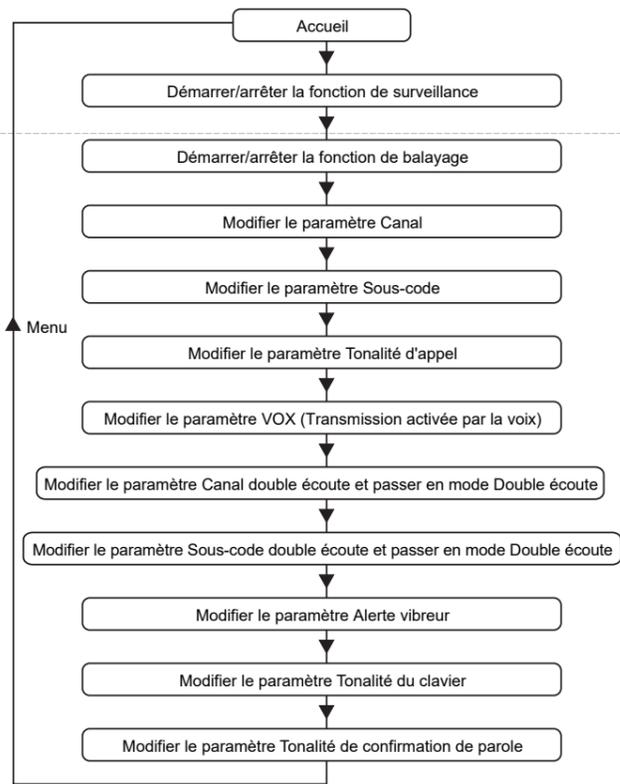 Accueil
Démarrer/arrêter la fonction de surveillance
Démarrer/arrêter la fonction de balayage
Modifier le paramètre Canal
Modifier le paramètre Sous-code
Menu
Modifier le paramètre Tonalité d'appel
Modifier le paramètre VOX (Transmission activée par la voix)
Modifier le paramètre Canal double écoute et passer en mode Double écoute
Modifier le paramètre Sous-code double écoute et passer en mode Double écoute
Modifier le paramètre Alerte vibreur
Modifier le paramètre Tonalité du clavier
Modifier le paramètre Tonalité de confirmation de parole